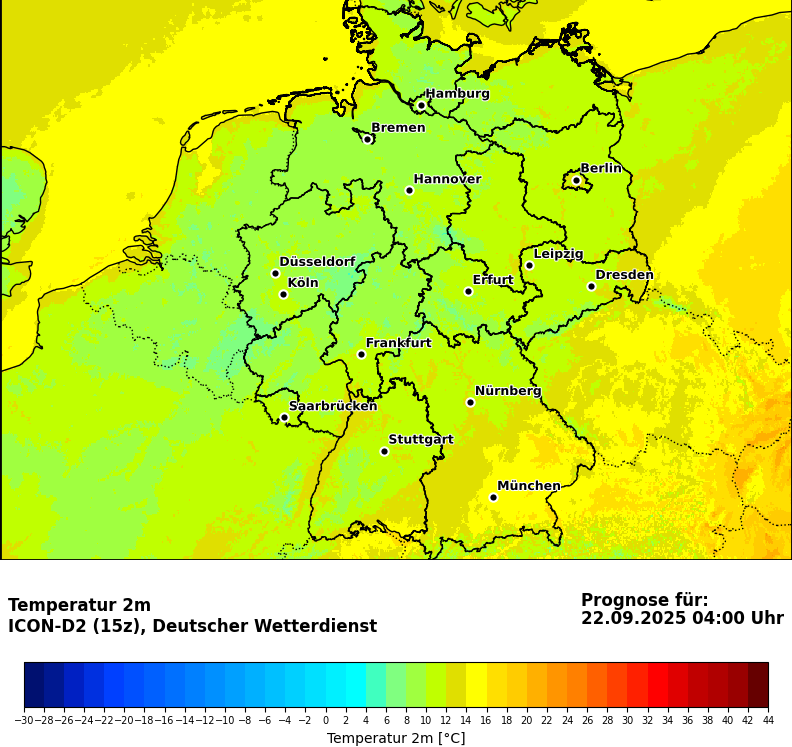 Hamburg
Bremen
Berlin
Hannover
Leipzig
Düsseldorf
Dresden
Köln
Erfurt
Frankfurt
Nürnberg
Saarbrücken
Stuttgart
München
Temperatur 2m
ICON-D2 (15z), Deutscher Wetterdienst
Prognose für:
22.09.2025 04:00 Uhr
−30 −28 −26 −24 −22 −20 −18 −16 −14 −12 −10 −8 −6 −4 −2 0 2 4 6 8 10 12 14 16 18 20 22 24 26 28 30 32 34 36 38 40 42 44
Temperatur 2m [°C]